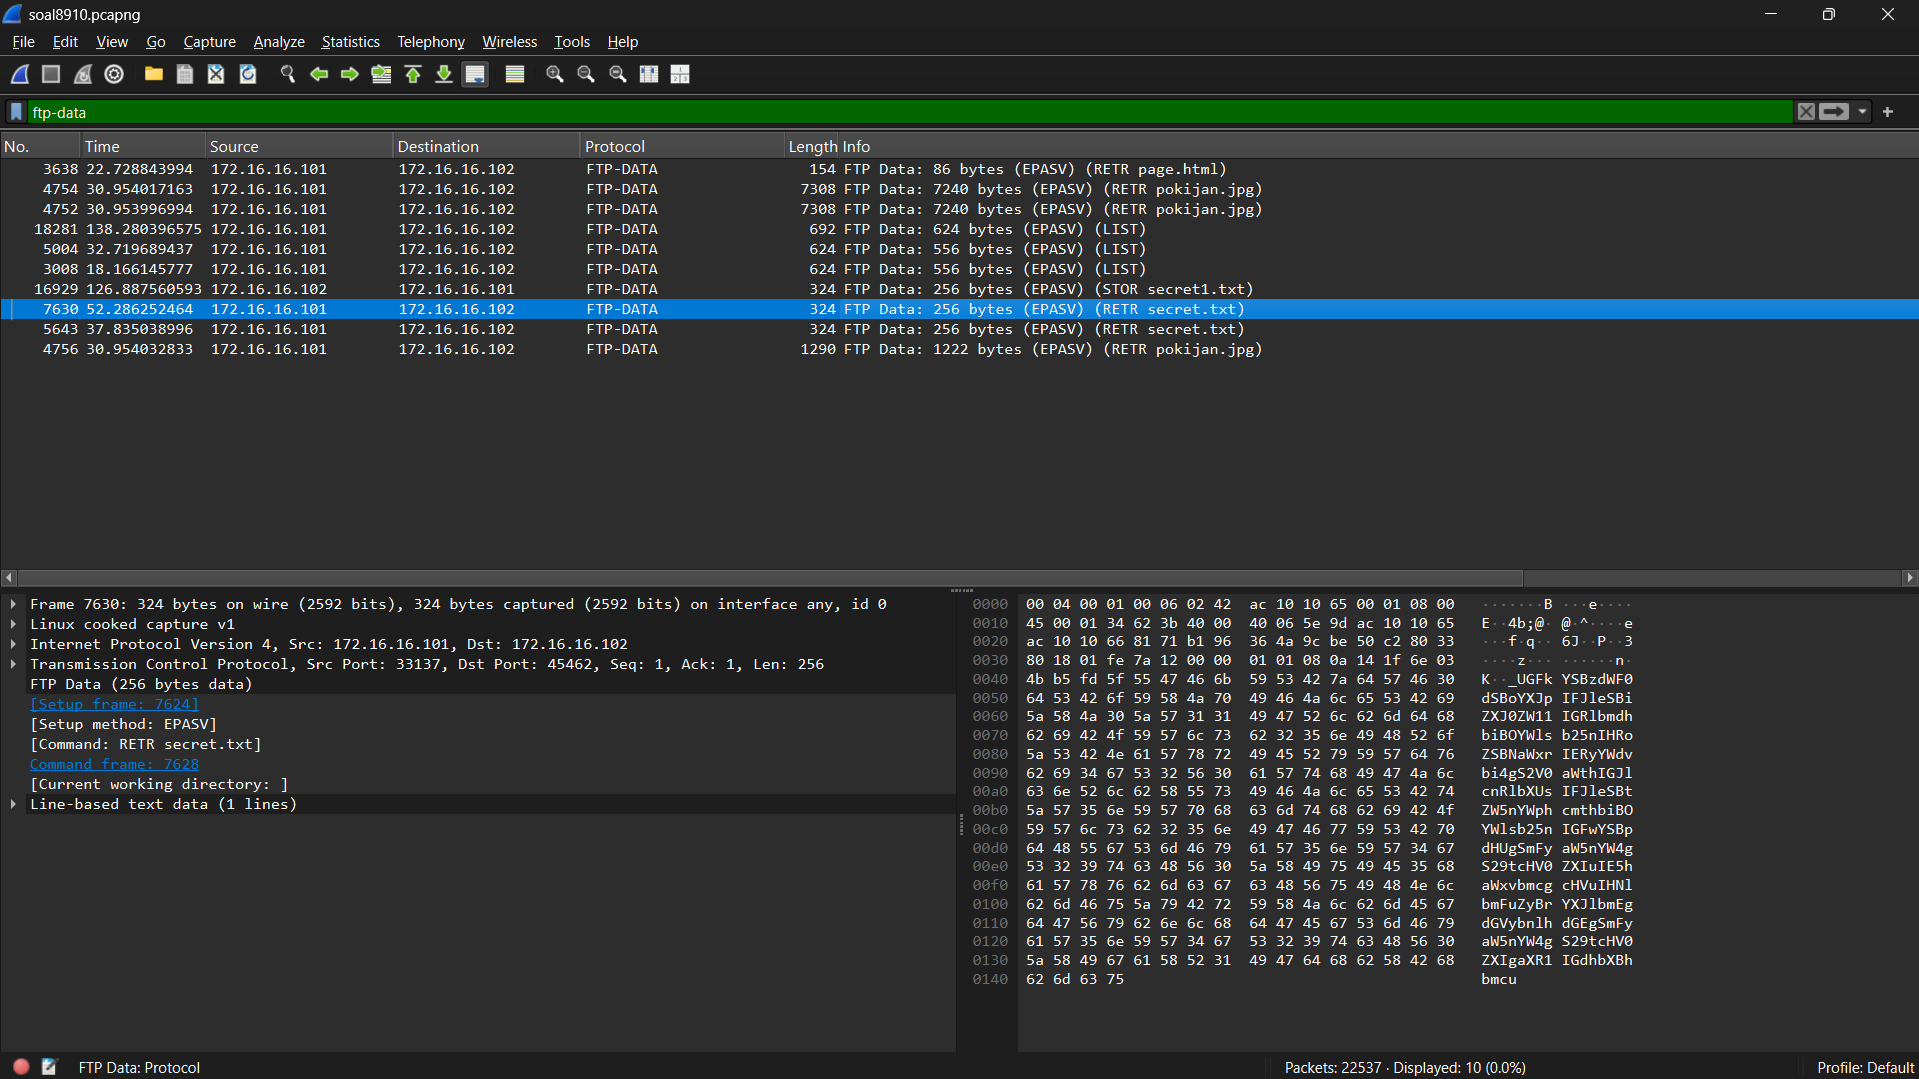 soal8910.pcapng
File Edit View Go Capture Analyze Statistics Telephony Wireless Tools Help
ftp-data
No. Time Source Destination Protocol Length Info
3638 22.728843994 172.16.16.101 172.16.16.102 FTP-DATA 154 FTP Data: 86 bytes (EPASV) (RETR page.html)
4754 30.954017163 172.16.16.101 172.16.16.102 FTP-DATA 7308 FTP Data: 7240 bytes (EPASV) (RETR pokijan.jpg)
4752 30.953996994 172.16.16.101 172.16.16.102 FTP-DATA 7308 FTP Data: 7240 bytes (EPASV) (RETR pokijan.jpg)
18281 138.280396575 172.16.16.101 172.16.16.102 FTP-DATA 692 FTP Data: 624 bytes (EPASV) (LIST)
5004 32.719689437 172.16.16.101 172.16.16.102 FTP-DATA 624 FTP Data: 556 bytes (EPASV) (LIST)
3008 18.166145777 172.16.16.101 172.16.16.102 FTP-DATA 624 FTP Data: 556 bytes (EPASV) (LIST)
16929 126.887560593 172.16.16.102 172.16.16.101 FTP-DATA 324 FTP Data: 256 bytes (EPASV) (STOR secret1.txt)
7630 52.286252464 172.16.16.101 172.16.16.102 FTP-DATA 324 FTP Data: 256 bytes (EPASV) (RETR secret.txt)
5643 37.835038996 172.16.16.101 172.16.16.102 FTP-DATA 324 FTP Data: 256 bytes (EPASV) (RETR secret.txt)
4756 30.954032833 172.16.16.101 172.16.16.102 FTP-DATA 1290 FTP Data: 1222 bytes (EPASV) (RETR pokijan.jpg)
Frame 7630: 324 bytes on wire (2592 bits), 324 bytes captured (2592 bits) on interface any, id 0
Linux cooked capture v1
Internet Protocol Version 4, Src: 172.16.16.101, Dst: 172.16.16.102
Transmission Control Protocol, Src Port: 33137, Dst Port: 45462, Seq: 1, Ack: 1, Len: 256
FTP Data (256 bytes data)
[Setup frame: 7624]
[Setup method: EPASV]
[Command: RETR secret.txt]
Command frame: 7628
[Current working directory: ]
Line-based text data (1 lines)
0000 00 04 00 01 00 06 02 42 ac 10 10 65 00 01 08 00 ·······B ···e····
0010 45 00 01 34 62 3b 40 00 40 06 5e 9d ac 10 10 65 E··4b;@· @·^····e
0020 ac 10 10 66 81 71 b1 96 36 4a 9c be 50 c2 80 33 ···f·q·· 6J··P··3
0030 80 18 01 fe 7a 12 00 00 01 01 08 0a 14 1f 6e 03 ····z··· ······n·
0040 4b b5 fd 5f 55 47 46 6b 59 53 42 7a 64 57 46 30 K··_UGFk YSBzdWF0
0050 64 53 42 6f 59 58 4a 70 49 46 4a 6c 65 53 42 69 dSBoYXJp IFJleSBi
0060 5a 58 4a 30 5a 57 31 31 49 47 52 6c 62 6d 64 68 ZXJ0ZW11 IGRlbmdh
0070 62 69 42 4f 59 57 6c 73 62 32 35 6e 49 48 52 6f biBOYWls b25nIHRo
0080 5a 53 42 4e 61 57 78 72 49 45 52 79 59 57 64 76 ZSBNaWxr IERyYWdv
0090 62 69 34 67 53 32 56 30 61 57 74 68 49 47 4a 6c bi4gS2V0 aWthIGJl
00a0 63 6e 52 6c 62 58 55 73 49 46 4a 6c 65 53 42 74 cnRlbXUs IFJleSBt
00b0 5a 57 35 6e 59 57 70 68 63 6d 74 68 62 69 42 4f ZW5nYWph cmthbiBO
00c0 59 57 6c 73 62 32 35 6e 49 47 46 77 59 53 42 70 YWlsb25n IGFwYSBp
00d0 64 48 55 67 53 6d 46 79 61 57 35 6e 59 57 34 67 dHUgSmFy aW5nYW4g
00e0 53 32 39 74 63 48 56 30 5a 58 49 75 49 45 35 68 S29tcHV0 ZXIuIE5h
00f0 61 57 78 76 62 6d 63 67 63 48 56 75 49 48 4e 6c aWxvbmcg cHVuIHNl
0100 62 6d 46 75 5a 79 42 72 59 58 4a 6c 62 6d 45 67 bmFuZyBr YXJlbmEg
0110 64 47 56 79 62 6e 6c 68 64 47 45 67 53 6d 46 79 dGVybnlh dGEgSmFy
0120 61 57 35 6e 59 57 34 67 53 32 39 74 63 48 56 30 aW5nYW4g S29tcHV0
0130 5a 58 49 67 61 58 52 31 49 47 64 68 62 58 42 68 ZXIgaXR1 IGdhbXBh
0140 62 6d 63 75 bmcu
FTP Data: Protocol
Packets: 22537 · Displayed: 10 (0.0%)
Profile: Default